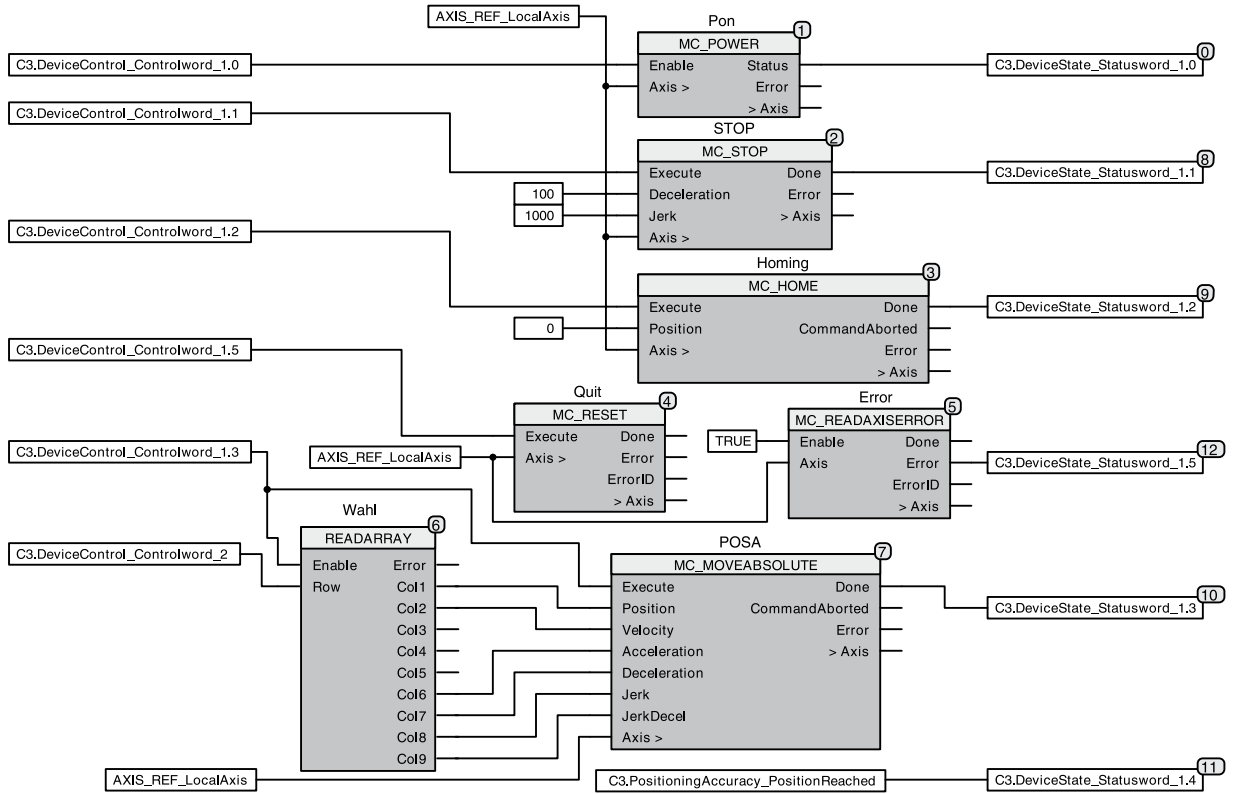 AXIS_REF_LocalAxis
Pon
1
MC_POWER
Enable Status
Axis > Error
> Axis
C3.DeviceControl_Controlword_1.0
0
C3.DeviceState_Statusword_1.0
C3.DeviceControl_Controlword_1.1
STOP
2
MC_STOP
Execute Done
Deceleration Error
Jerk > Axis
Axis >
100
1000
8
C3.DeviceState_Statusword_1.1
C3.DeviceControl_Controlword_1.2
Homing
3
MC_HOME
Execute Done
Position CommandAborted
Axis > Error
> Axis
0
9
C3.DeviceState_Statusword_1.2
C3.DeviceControl_Controlword_1.5
Quit
4
MC_RESET
Execute Done
Axis > Error
ErrorID
> Axis
AXIS_REF_LocalAxis
Error
5
MC_READAXISERROR
Enable Done
Axis Error
ErrorID
> Axis
TRUE
12
C3.DeviceState_Statusword_1.5
C3.DeviceControl_Controlword_1.3
Wahl
6
READARRAY
Enable Error
Row Col1
Col2
Col3
Col4
Col5
Col6
Col7
Col8
Col9
C3.DeviceControl_Controlword_2
POSA
7
MC_MOVEABSOLUTE
Execute Done
Position CommandAborted
Velocity Error
Acceleration > Axis
Deceleration
Jerk
JerkDecel
Axis >
10
C3.DeviceState_Statusword_1.3
AXIS_REF_LocalAxis
C3.PositioningAccuracy_PositionReached
11
C3.DeviceState_Statusword_1.4